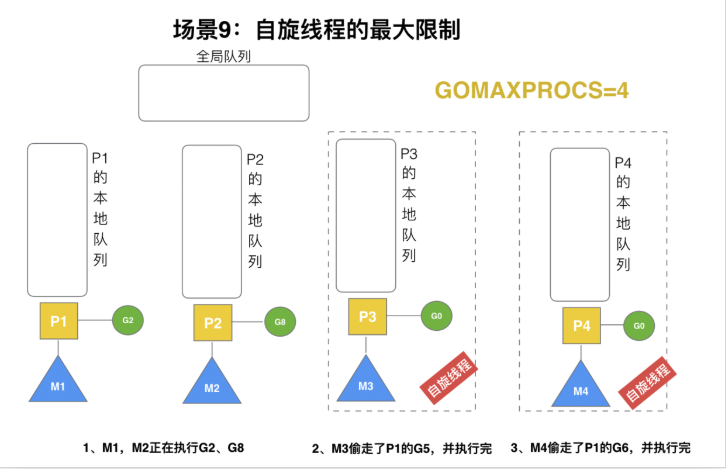 场景9：自旋线程的最大限制
全局队列
GOMAXPROCS=4
P1的本地队列
P2的本地队列
P3的本地队列
P4的本地队列
P1
G2
P2
G8
P3
G0
P4
G0
M1
M2
M3
自旋线程
M4
自旋线程
1、M1，M2正在执行G2、G8
2、M3偷走了P1的G5，并执行完
3、M4偷走了P1的G6，并执行完